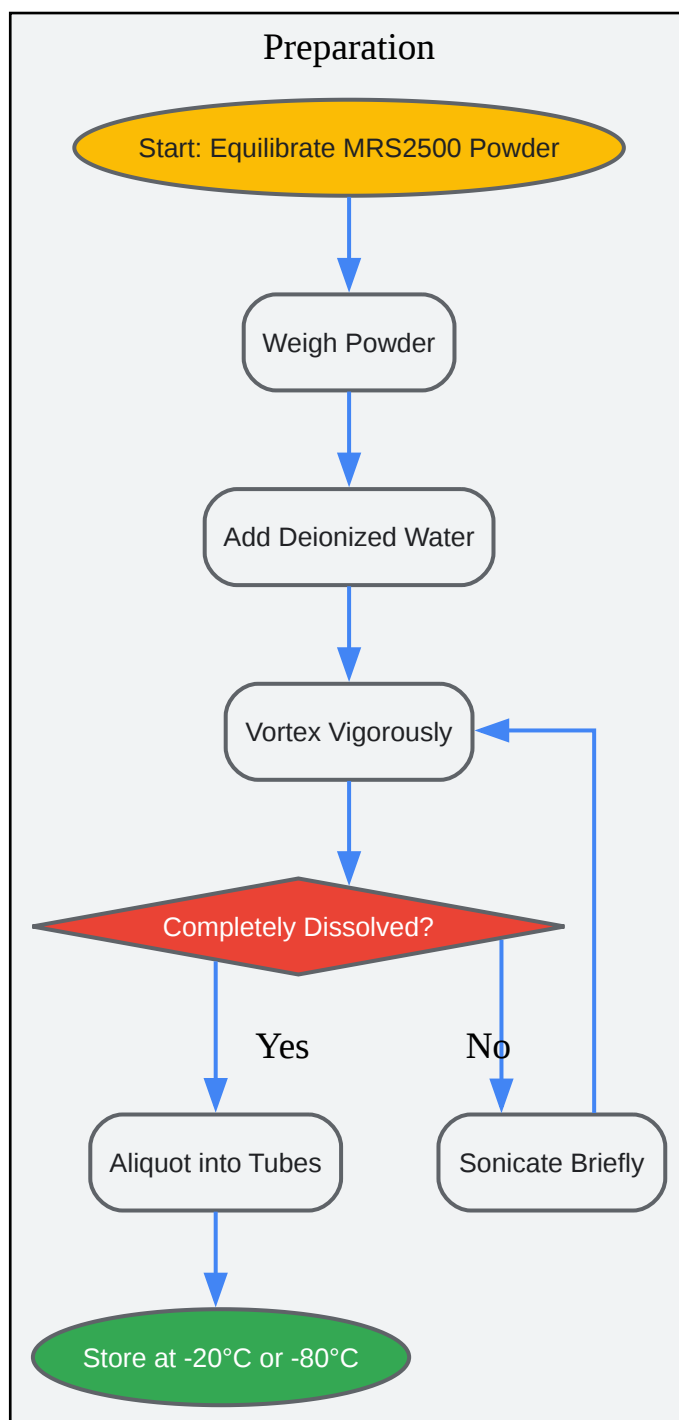 Preparation
Start: Equilibrate MRS2500 Powder
Weigh Powder
Add Deionized Water
Vortex Vigorously
Completely Dissolved?
Yes
No
Aliquot into Tubes
Sonicate Briefly
Store at -20°C or -80°C